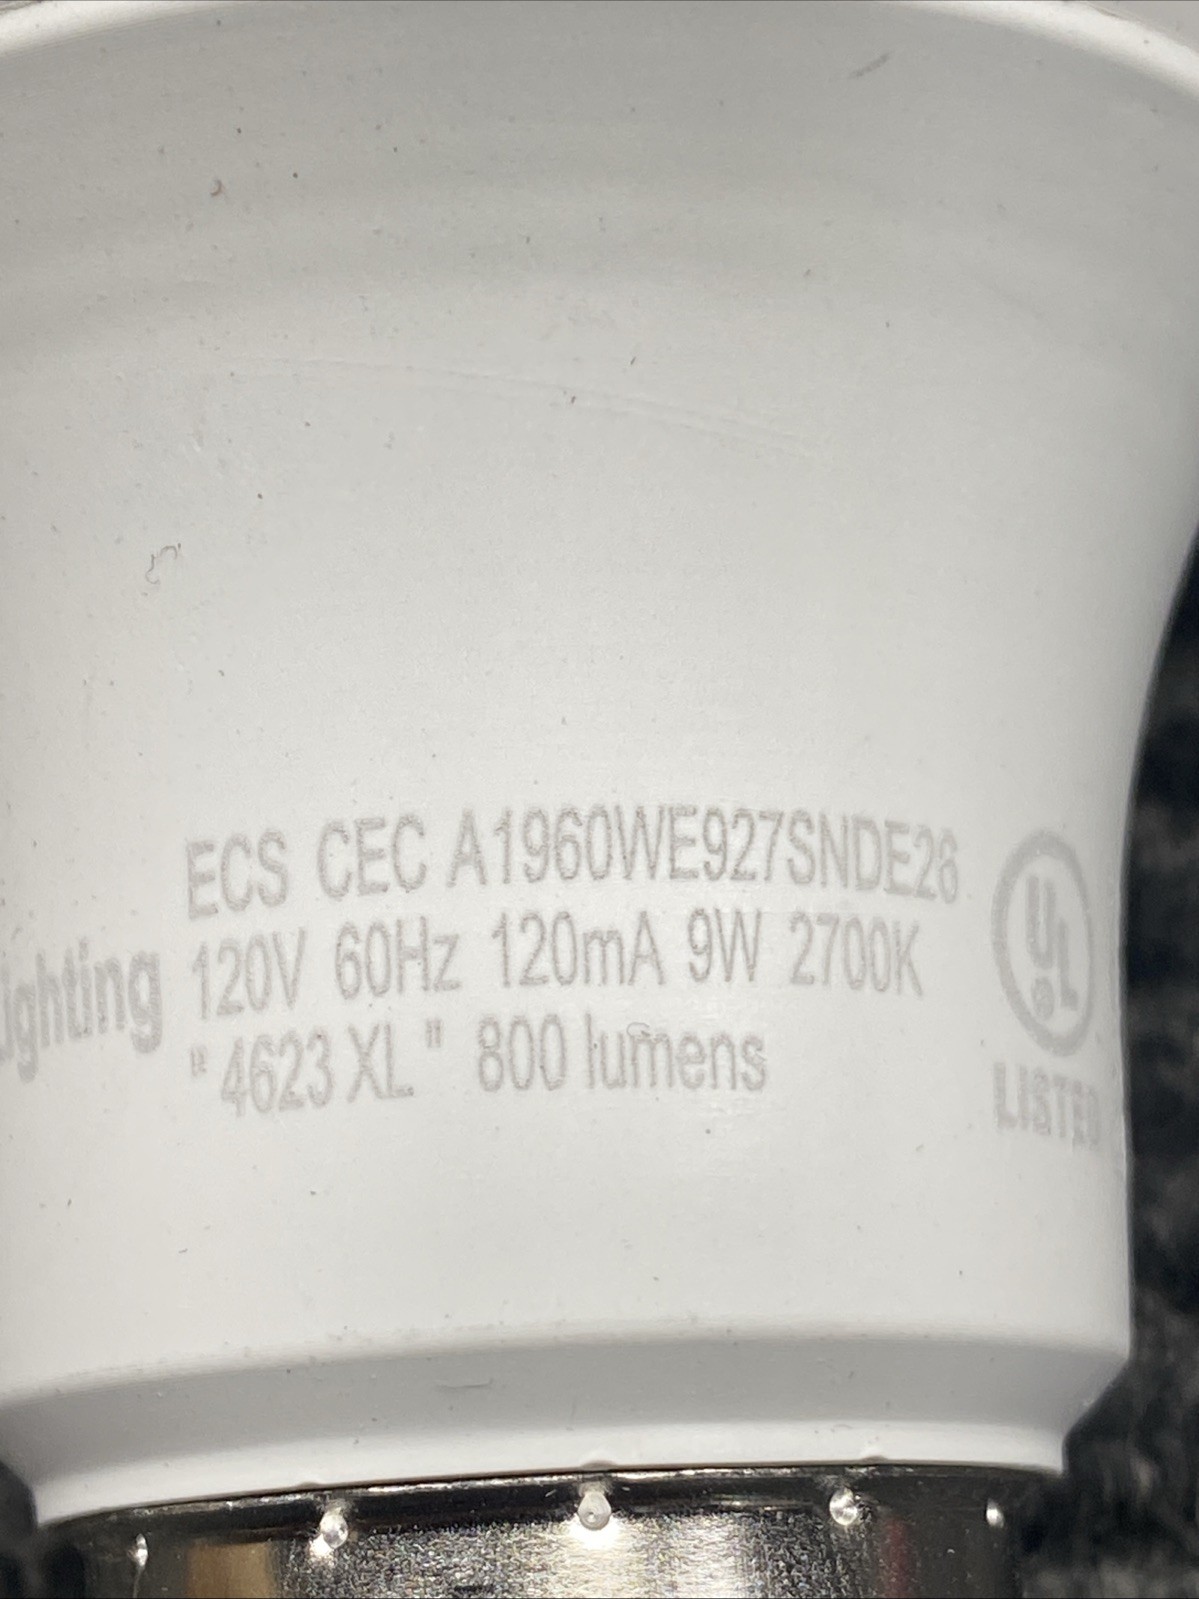 ECS CEC A1960WE927SNDE26
lighting 120V 60Hz 120mA 9W 2700K
" 4623 XL " 800 lumens
UL
LISTED